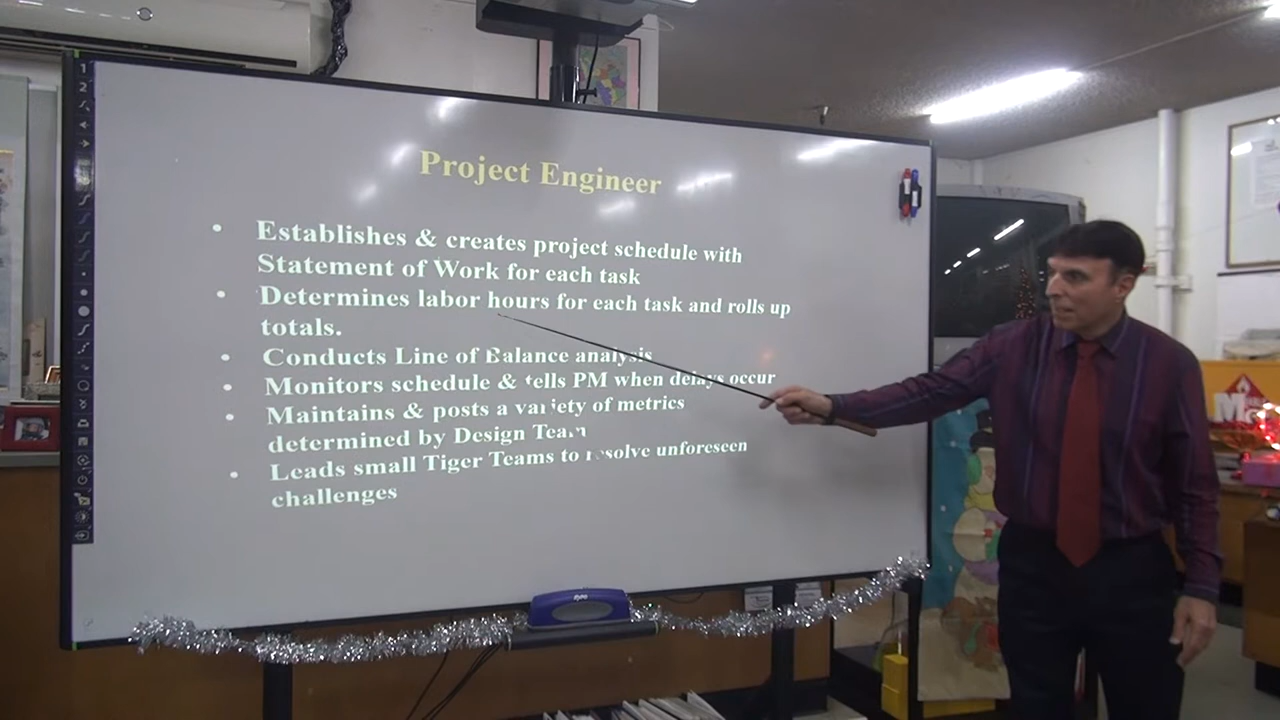 Project Engineer
• Establishes & creates project schedule with
Statement of Work for each task
• Determines labor hours for each task and rolls up
totals.
• Conducts Line of Balance analysis
• Monitors schedule & tells PM when delays occur
• Maintains & posts a variety of metrics
determined by Design Team
• Leads small Tiger Teams to resolve unforeseen
challenges
1
2